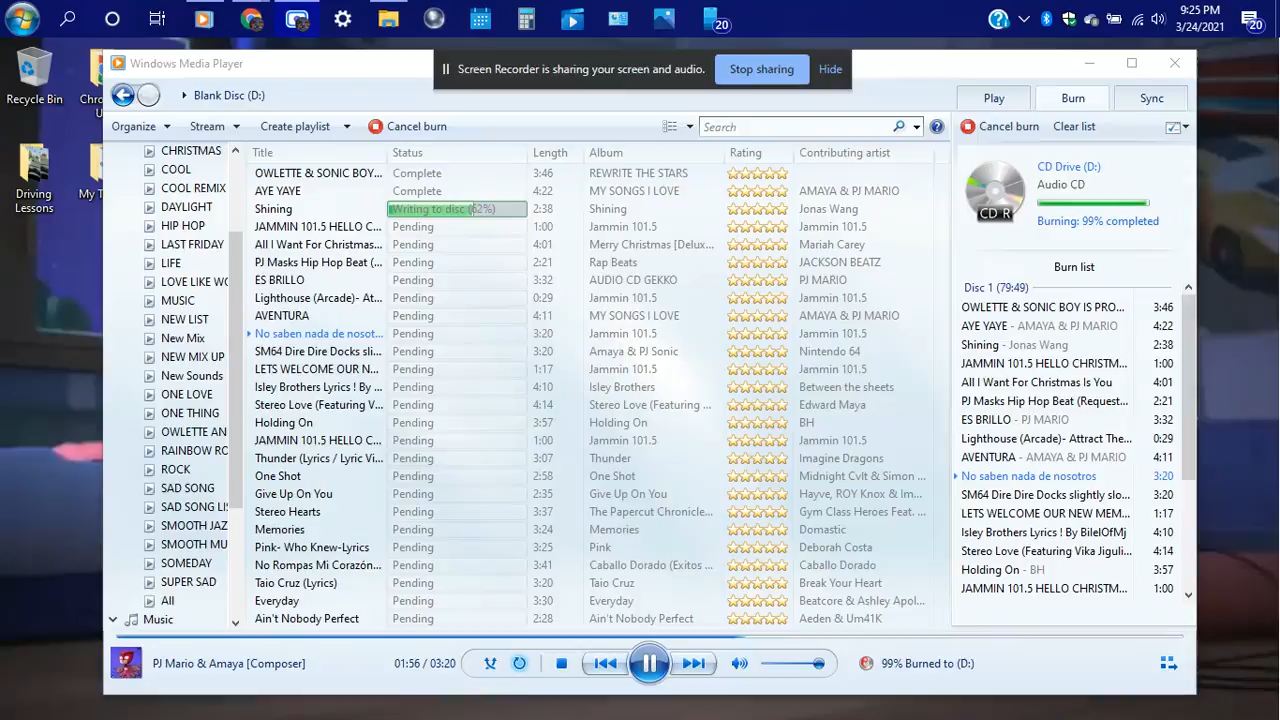 20
9:25 PM
3/24/2021
20
Recycle Bin
Chro...
U
Driving
Lessons
My T
Windows Media Player
Screen Recorder is sharing your screen and audio.
Stop sharing
Hide
Blank Disc (D:)
Play
Burn
Sync
Organize
Stream
Create playlist
Cancel burn
Search
Cancel burn
Clear list
CHRISTMAS
COOL
COOL REMIX
DAYLIGHT
HIP HOP
LAST FRIDAY
LIFE
LOVE LIKE WO
MUSIC
NEW LIST
New Mix
NEW MIX UP
New Sounds
ONE LOVE
ONE THING
OWLETTE AN
RAINBOW RO
ROCK
SAD SONG
SAD SONG LIS
SMOOTH JAZ
SMOOTH MU
SOMEDAY
SUPER SAD
All
Music
Title Status Length Album Rating Contributing artist
OWLETTE & SONIC BOY... Complete 3:46 REWRITE THE STARS
AYE YAYE Complete 4:22 MY SONGS I LOVE AMAYA & PJ MARIO
Shining Writing to disc (62%) 2:38 Shining Jonas Wang
JAMMIN 101.5 HELLO C... Pending 1:00 Jammin 101.5 Jammin 101.5
All I Want For Christmas... Pending 4:01 Merry Christmas [Delux... Mariah Carey
PJ Masks Hip Hop Beat (... Pending 2:21 Rap Beats JACKSON BEATZ
ES BRILLO Pending 3:32 AUDIO CD GEKKO PJ MARIO
Lighthouse (Arcade)- At... Pending 0:29 Jammin 101.5 Jammin 101.5
AVENTURA Pending 4:11 MY SONGS I LOVE AMAYA & PJ MARIO
No saben nada de nosot... Pending 3:20 Jammin 101.5 Jammin 101.5
SM64 Dire Dire Docks sli... Pending 3:20 Amaya & PJ Sonic Nintendo 64
LETS WELCOME OUR N... Pending 1:17 Jammin 101.5 Jammin 101.5
Isley Brothers Lyrics ! By ... Pending 4:10 Isley Brothers Between the sheets
Stereo Love (Featuring V... Pending 4:14 Stereo Love (Featuring ... Edward Maya
Holding On Pending 3:57 Holding On BH
JAMMIN 101.5 HELLO C... Pending 1:00 Jammin 101.5 Jammin 101.5
Thunder (Lyrics / Lyric Vi... Pending 3:07 Thunder Imagine Dragons
One Shot Pending 2:26 One Shot Midnight Cvlt & Simon ...
Give Up On You Pending 2:35 Give Up On You Hayve, ROY Knox & Im...
Stereo Hearts Pending 3:31 The Papercut Chronicle... Gym Class Heroes Feat. ...
Memories Pending 3:24 Memories Domastic
Pink- Who Knew-Lyrics Pending 3:25 Pink Deborah Costa
No Rompas Mi Corazón... Pending 3:41 Caballo Dorado (Exitos ... Caballo Dorado
Taio Cruz (Lyrics) Pending 3:20 Taio Cruz Break Your Heart
Everyday Pending 3:30 Everyday Beatcore & Ashley Apol...
Ain't Nobody Perfect Pending 2:28 Ain't Nobody Perfect Aeden & Um41K
CD R
CD Drive (D:)
Audio CD
Burning: 99% completed
Burn list
Disc 1 (79:49)
OWLETTE & SONIC BOY IS PRO... 3:46
AYE YAYE - AMAYA & PJ MARIO 4:22
Shining - Jonas Wang 2:38
JAMMIN 101.5 HELLO CHRISTM... 1:00
All I Want For Christmas Is You 4:01
PJ Masks Hip Hop Beat (Request... 2:21
ES BRILLO - PJ MARIO 3:32
Lighthouse (Arcade)- Attract The... 0:29
AVENTURA - AMAYA & PJ MARIO 4:11
No saben nada de nosotros 3:20
SM64 Dire Dire Docks slightly slo... 3:20
LETS WELCOME OUR NEW MEM... 1:17
Isley Brothers Lyrics ! By BilelOfMj 4:10
Stereo Love (Featuring Vika Jiguli... 4:14
Holding On - BH 3:57
JAMMIN 101.5 HELLO CHRISTM... 1:00
PJ Mario & Amaya [Composer]
01:56 / 03:20
99% Burned to (D:)